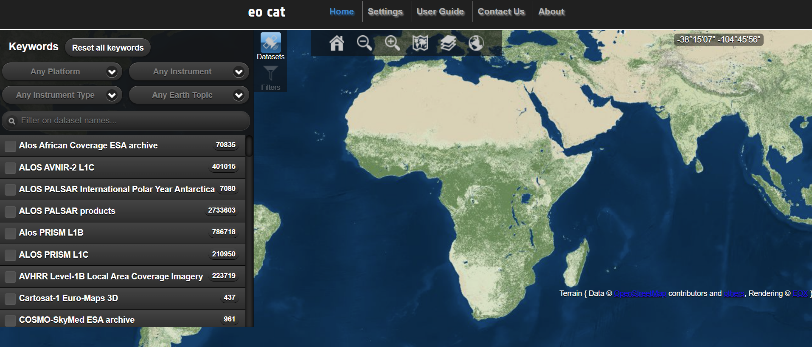 eo cat
Home Settings User Guide Contact Us About
Keywords Reset all keywords
Datasets
-38°15'07" -104°45'56"
Any Platform Any Instrument
Filters
Any Instrument Type Any Earth Topic
Filter on dataset names...
Alos African Coverage ESA archive 70835
ALOS AVNIR-2 L1C 401015
ALOS PALSAR International Polar Year Antarctica 7080
ALOS PALSAR products 2733603
Alos PRISM L1B 786718
ALOS PRISM L1C 210950
AVHRR Level-1B Local Area Coverage Imagery 223719
Cartosat-1 Euro-Maps 3D 437
COSMO-SkyMed ESA archive 961
Terrain { Data © OpenStreetMap contributors and , Rendering ©